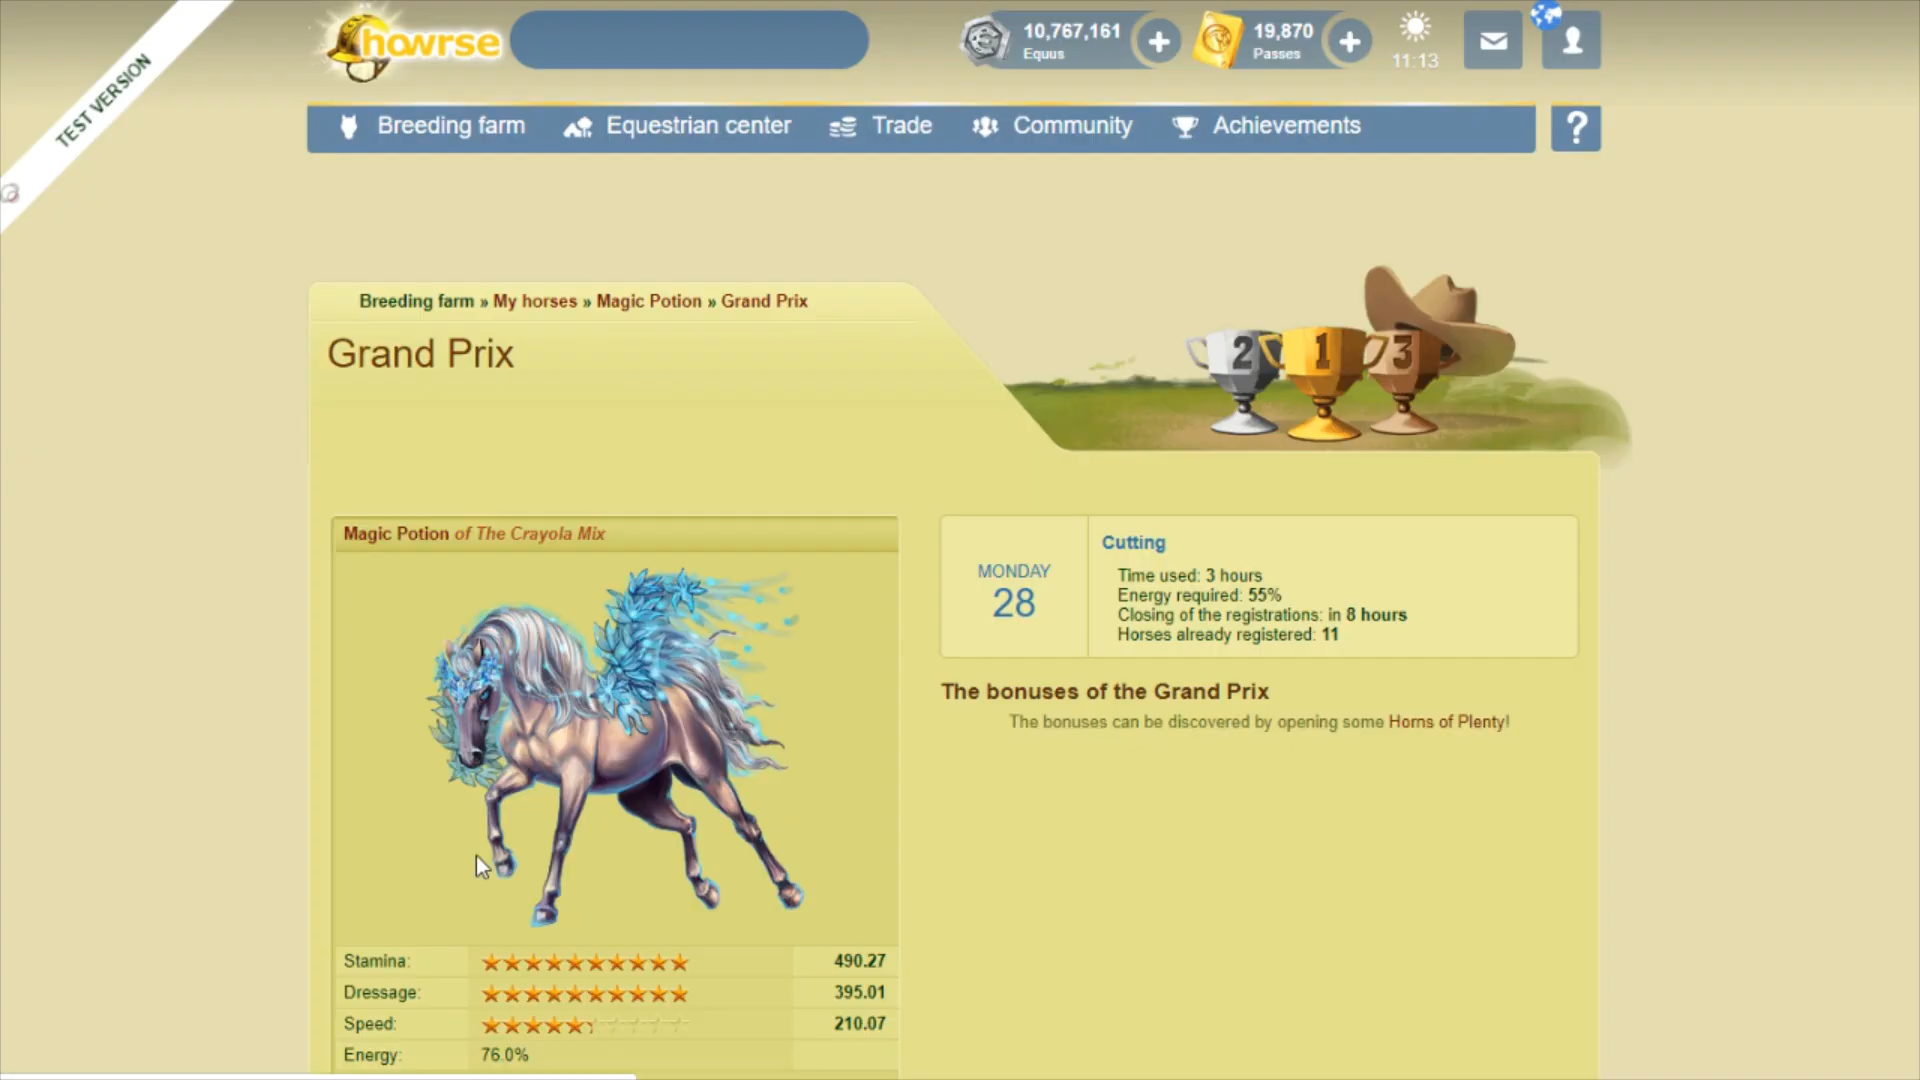 TEST VERSION
howrse
10,767,161
Equus
19,870
Passes
11:13
Breeding farm
Equestrian center
Trade
Community
Achievements
?
Breeding farm » My horses » Magic Potion » Grand Prix
Grand Prix
2 1 3
Magic Potion of The Crayola Mix
Stamina: 490.27
Dressage: 395.01
Speed: 210.07
Energy: 76.0%
MONDAY
28
Cutting
Time used: 3 hours
Energy required: 55%
Closing of the registrations: in 8 hours
Horses already registered: 11
The bonuses of the Grand Prix
The bonuses can be discovered by opening some Horns of Plenty!